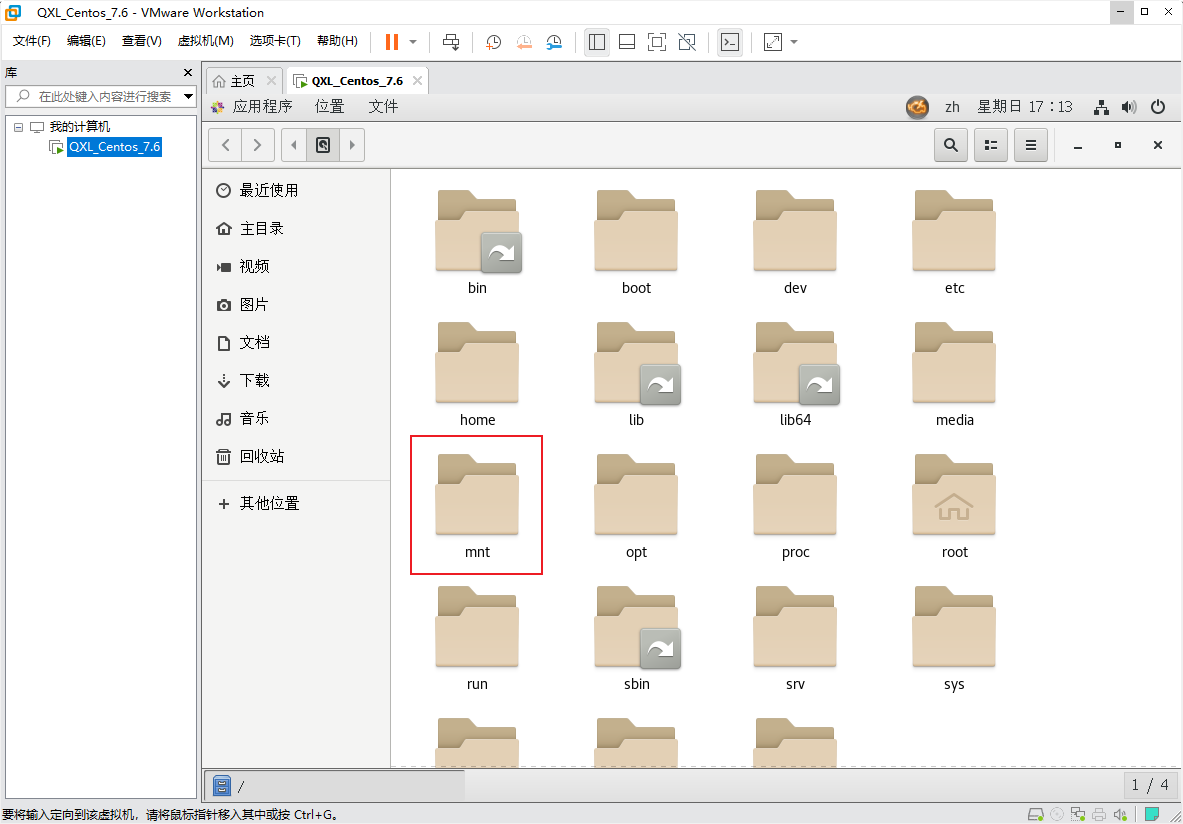 QXL_Centos_7.6 - VMware Workstation
文件(F) 编辑(E) 查看(V) 虚拟机(M) 选项卡(T) 帮助(H)
库
在此处键入内容进行搜索
我的计算机
QXL_Centos_7.6
主页 QXL_Centos_7.6
应用程序 位置 文件 zh 星期日 17:13
最近使用
主目录
视频
图片
文档
下载
音乐
回收站
其他位置
bin boot dev etc
home lib lib64 media
mnt opt proc root
run sbin srv sys
/ 1 / 4
要将输入定向到该虚拟机，请将鼠标指针移入其中或按 Ctrl+G。